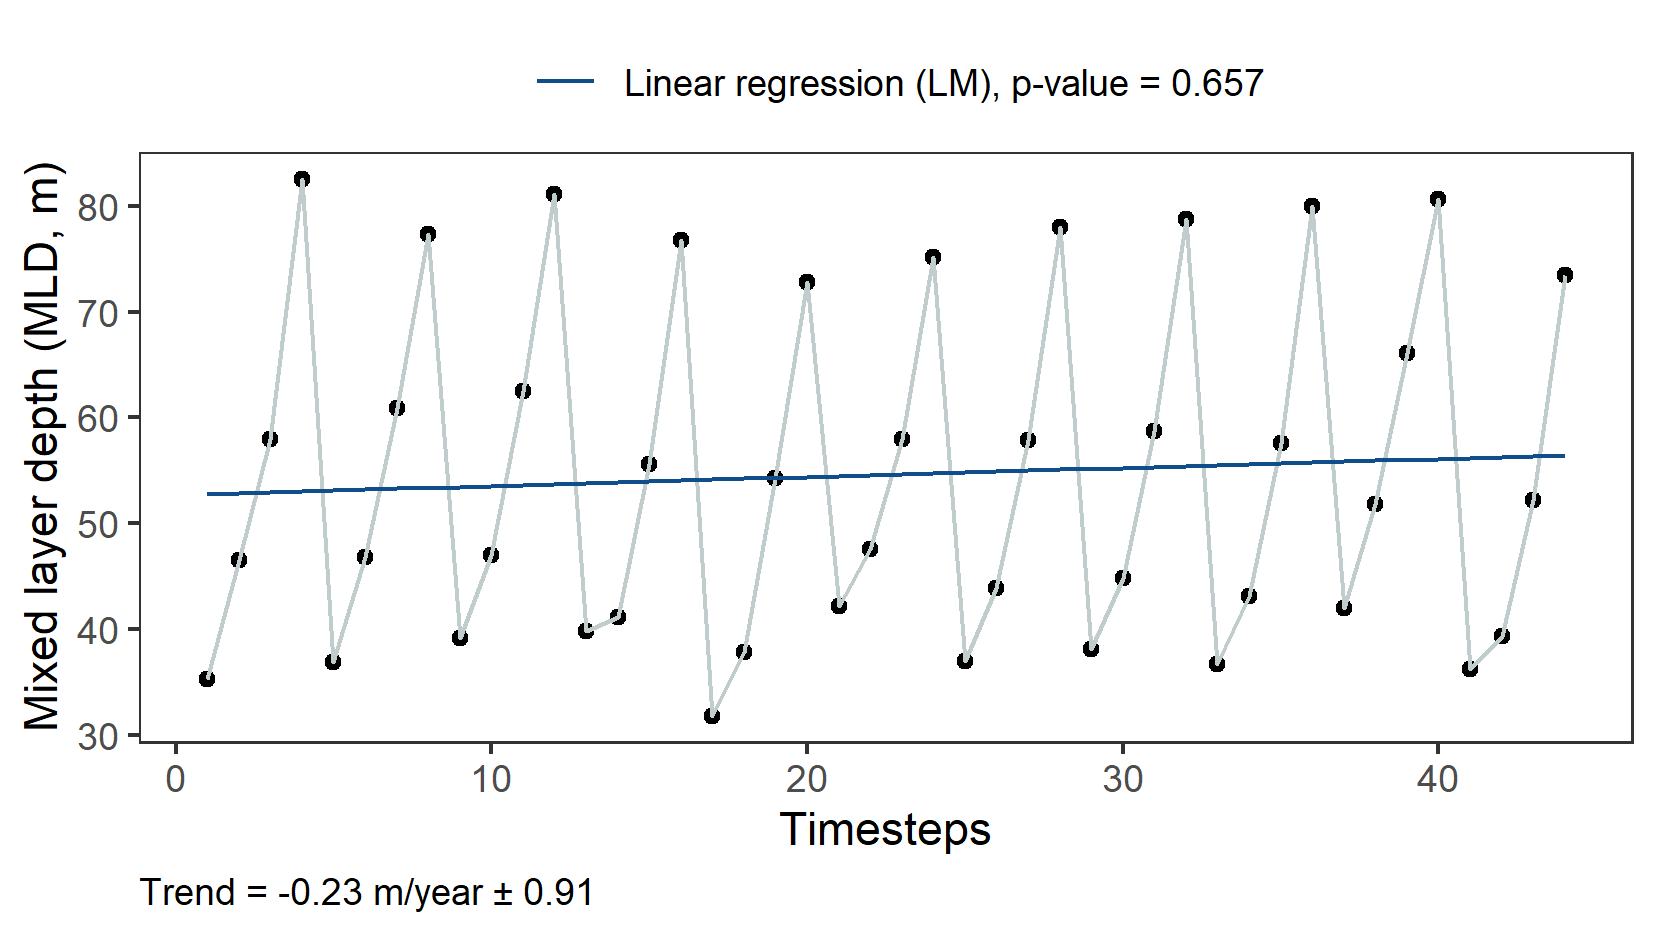 Linear regression (LM), p-value = 0.657
Mixed layer depth (MLD, m)
80
70
60
50
40
30
0 10 20 30 40
Timesteps
Trend = -0.23 m/year ± 0.91